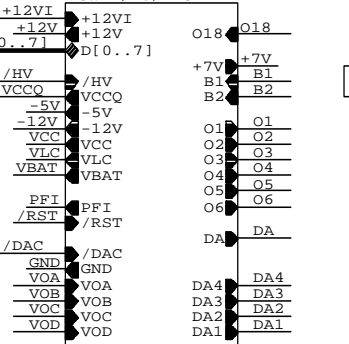 +12VI +12VI
+12V +12V O18 O18
0..7] D[0..7]
+7V +7V
/HV /HV B1 B1
VCCQ VCCQ B2 B2
-5V -5V
-12V -12V O1 O1
VCC VCC O2 O2
VLC VLC O3 O3
VBAT VBAT O4 O4
O5 O5
PFI PFI O6 O6
/RST /RST
DA DA
/DAC /DAC
GND GND
VOA VOA DA4 DA4
VOB VOB DA3 DA3
VOC VOC DA2 DA2
VOD VOD DA1 DA1